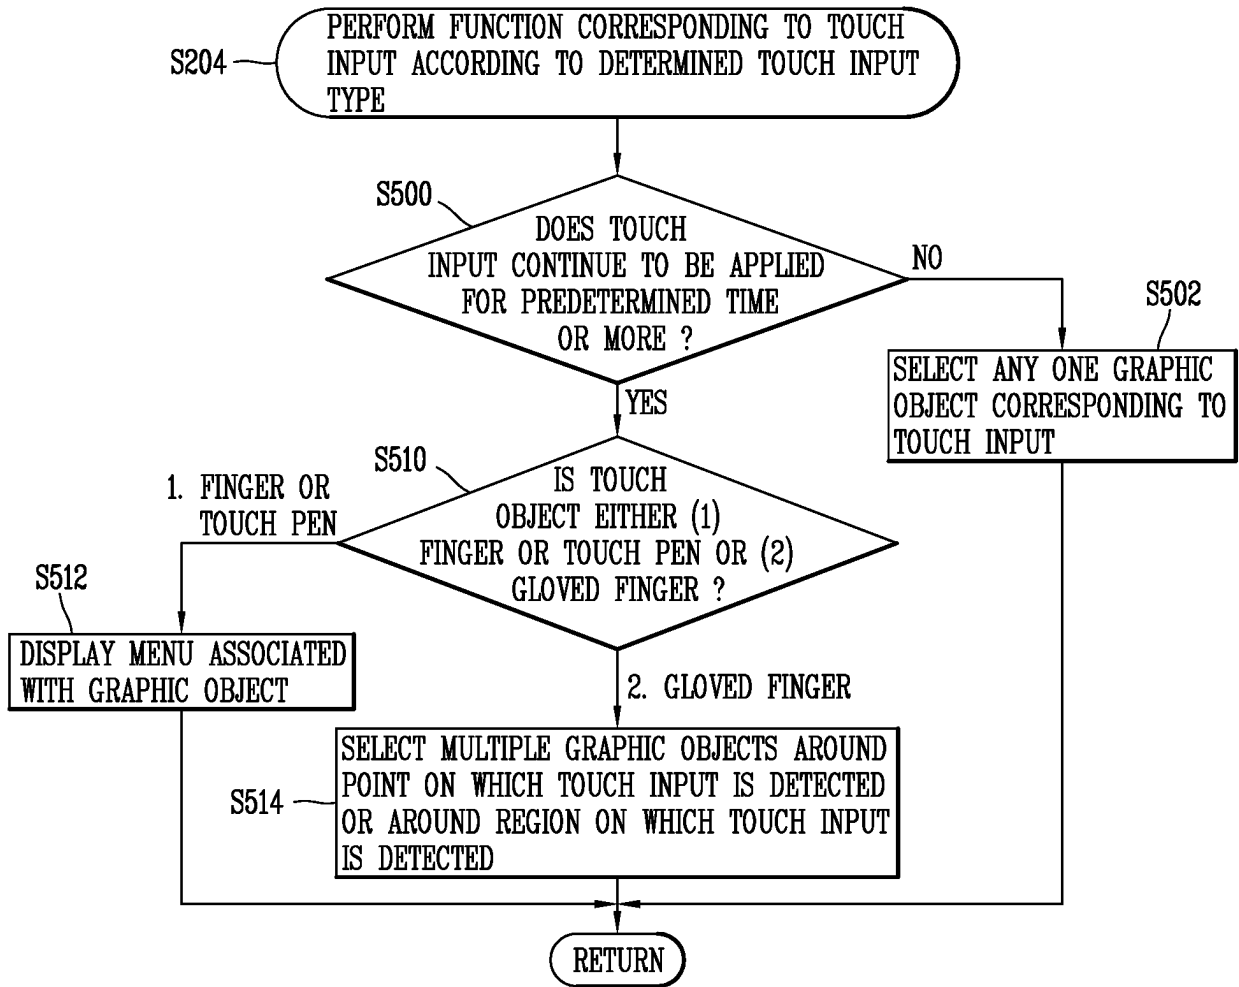 PERFORM FUNCTION CORRESPONDING TO TOUCH
INPUT ACCORDING TO DETERMINED TOUCH INPUT
TYPE
S204
S500
DOES TOUCH
INPUT CONTINUE TO BE APPLIED
FOR PREDETERMINED TIME
OR MORE ?
NO
S502
SELECT ANY ONE GRAPHIC
OBJECT CORRESPONDING TO
TOUCH INPUT
YES
S510
IS TOUCH
OBJECT EITHER (1)
FINGER OR TOUCH PEN OR (2)
GLOVED FINGER ?
1. FINGER OR
TOUCH PEN
S512
DISPLAY MENU ASSOCIATED
WITH GRAPHIC OBJECT
2. GLOVED FINGER
S514
SELECT MULTIPLE GRAPHIC OBJECTS AROUND
POINT ON WHICH TOUCH INPUT IS DETECTED
OR AROUND REGION ON WHICH TOUCH INPUT
IS DETECTED
RETURN